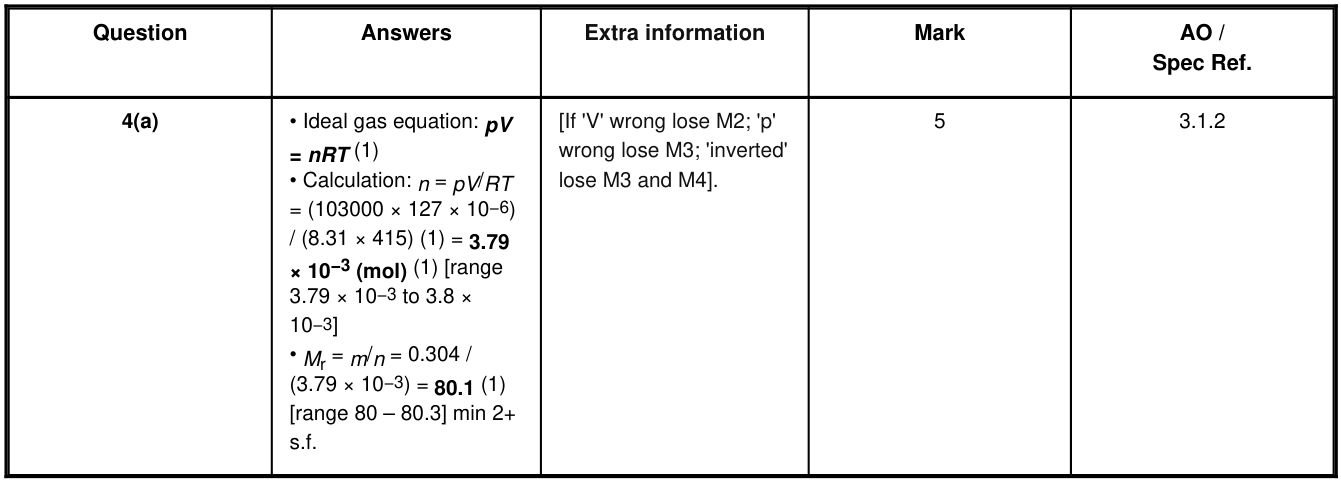 Question
Answers
Extra information
Mark
AO /
Spec Ref.
4(a)
• Ideal gas equation: pV
= nRT (1)
• Calculation: n = pV/RT
= (103000 × 127 × 10−6)
/ (8.31 × 415) (1) = 3.79
× 10−3 (mol) (1) [range
3.79 × 10−3 to 3.8 ×
10−3]
• Mr = m/n = 0.304 /
(3.79 × 10−3) = 80.1 (1)
[range 80 – 80.3] min 2+
s.f.
[If 'V' wrong lose M2; 'p'
wrong lose M3; 'inverted'
lose M3 and M4].
5
3.1.2